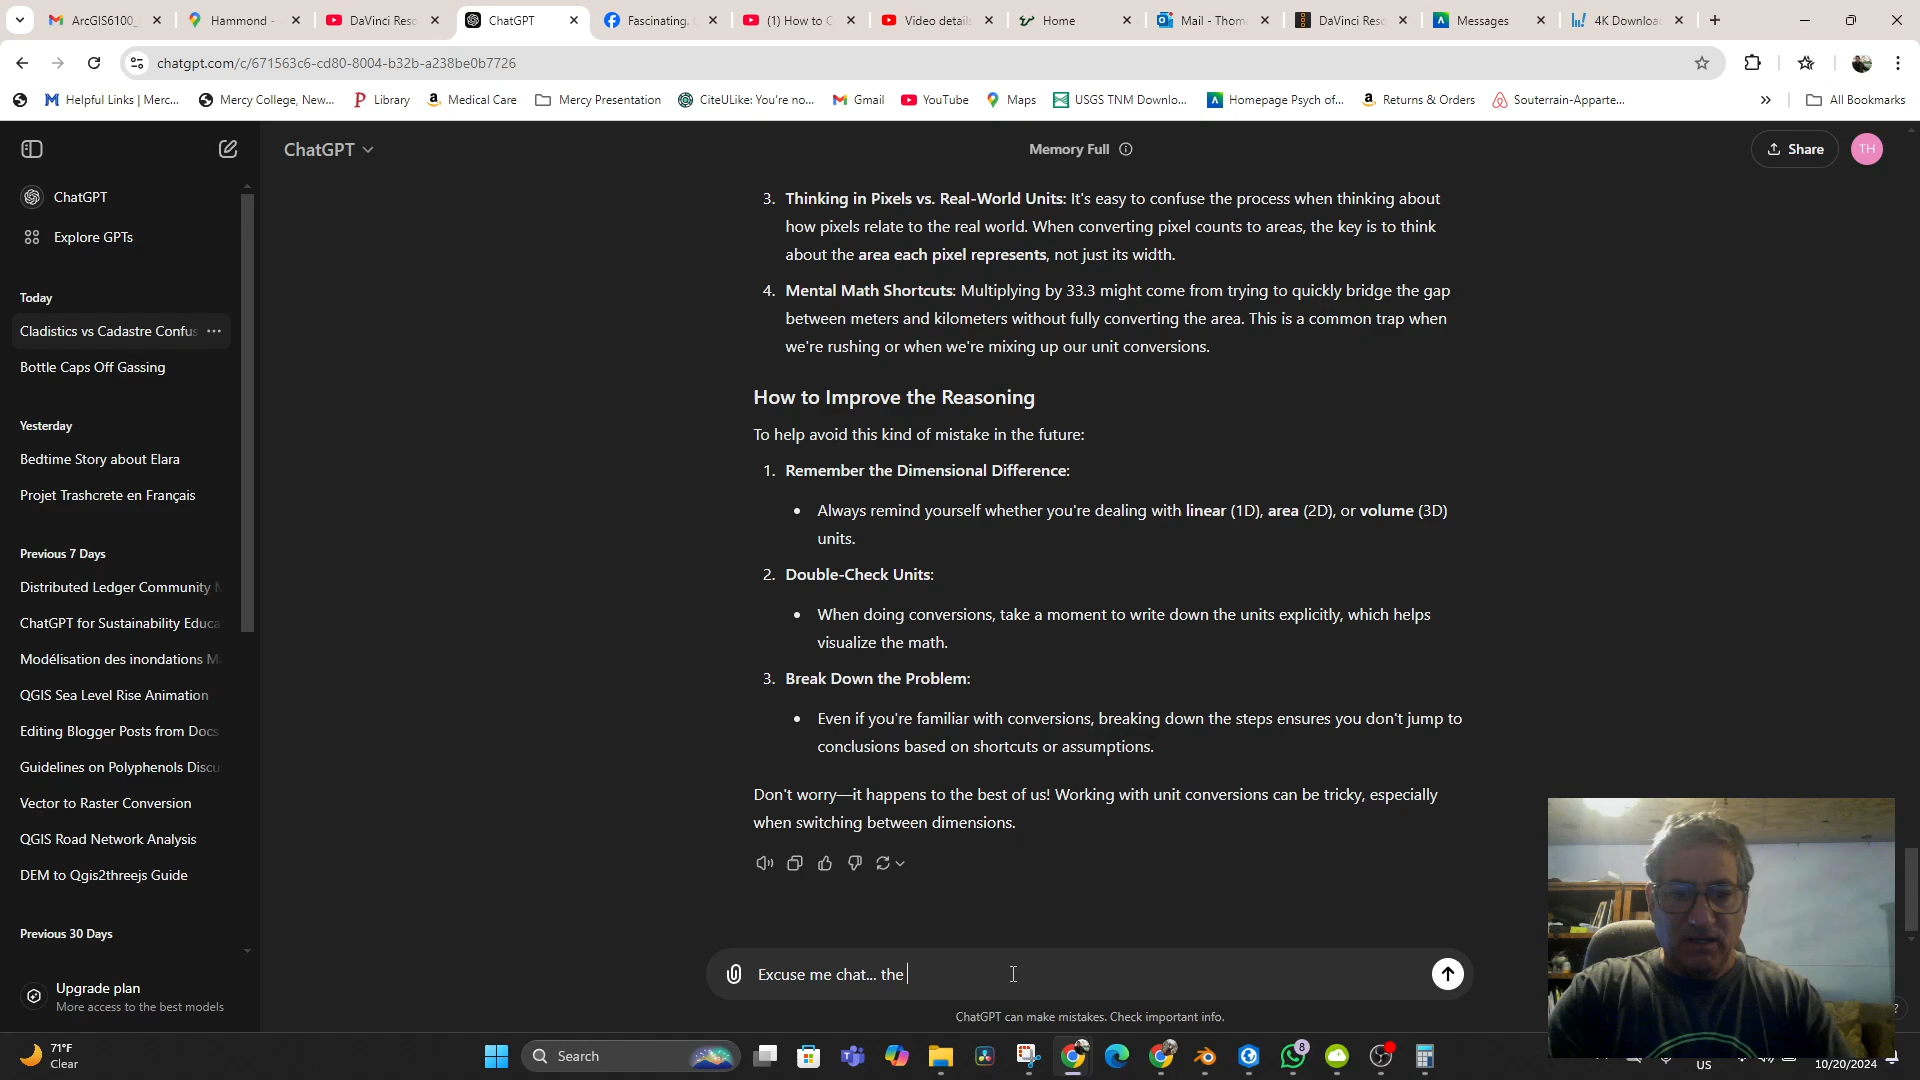 ArcGIS6100_
Hammond -
DaVinci Resc
ChatGPT
Fascinating.
(1) How to C
Video details
Home
Mail - Thom
DaVinci Resc
Messages
4K Downloa
chatgpt.com/c/671563c6-cd80-8004-b32b-a238be0b7726
Helpful Links | Merc...
Mercy College, New...
Library
Medical Care
Mercy Presentation
CiteULike: You're no...
Gmail
YouTube
Maps
USGS TNM Downlo...
Homepage Psych of...
Returns & Orders
Souterrain-Apparte...
All Bookmarks
ChatGPT
Memory Full
Share
TH
ChatGPT
Explore GPTs
Today
Cladistics vs Cadastre Confus
Bottle Caps Off Gassing
Yesterday
Bedtime Story about Elara
Projet Trashcrete en Français
Previous 7 Days
Distributed Ledger Community
ChatGPT for Sustainability Educa
Modélisation des inondations
QGIS Sea Level Rise Animation
Editing Blogger Posts from Docs
Guidelines on Polyphenols Discu
Vector to Raster Conversion
QGIS Road Network Analysis
DEM to Qgis2threejs Guide
Previous 30 Days
Upgrade plan
More access to the best models
3. Thinking in Pixels vs. Real-World Units: It's easy to confuse the process when thinking about
how pixels relate to the real world. When converting pixel counts to areas, the key is to think
about the area each pixel represents, not just its width.
4. Mental Math Shortcuts: Multiplying by 33.3 might come from trying to quickly bridge the gap
between meters and kilometers without fully converting the area. This is a common trap when
we're rushing or when we're mixing up our unit conversions.
How to Improve the Reasoning
To help avoid this kind of mistake in the future:
1. Remember the Dimensional Difference:
• Always remind yourself whether you're dealing with linear (1D), area (2D), or volume (3D)
units.
2. Double-Check Units:
• When doing conversions, take a moment to write down the units explicitly, which helps
visualize the math.
3. Break Down the Problem:
• Even if you're familiar with conversions, breaking down the steps ensures you don't jump to
conclusions based on shortcuts or assumptions.
Don't worry—it happens to the best of us! Working with unit conversions can be tricky, especially
when switching between dimensions.
Excuse me chat... the
ChatGPT can make mistakes. Check important info.
?
71°F
Clear
Search
8
US
10/20/2024